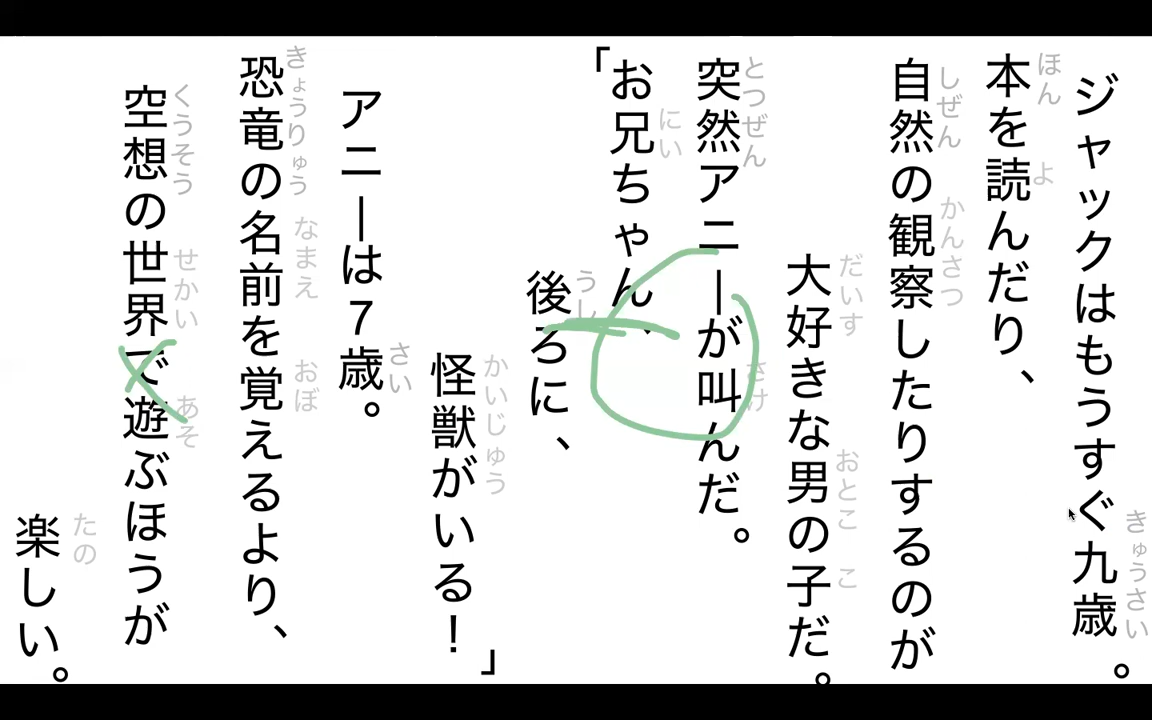 ジャックはもうすぐ九歳。
本を読んだり、
自然の観察したりするのが
大好きな男の子だ。
突然アニーが叫んだ。
「お兄ちゃん、
後ろに、
怪獣がいる!」
アニーは7歳。
恐竜の名前を覚えるより、
空想の世界で遊ぶほうが
楽しい。